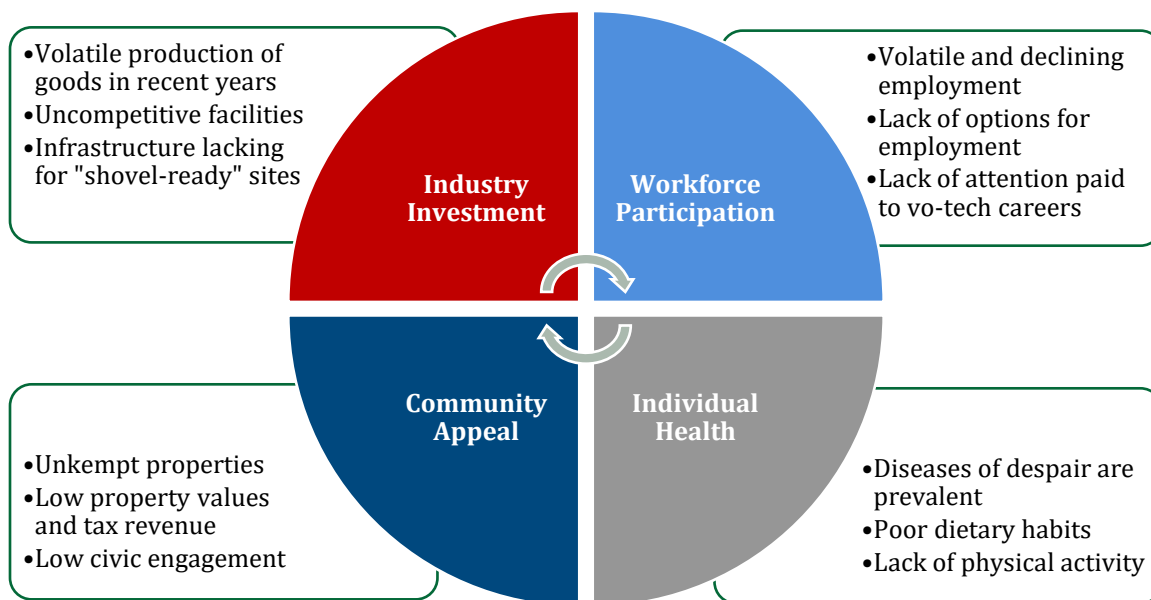 •Volatile production of
goods in recent years
•Uncompetitive facilities
•Infrastructure lacking
for "shovel-ready" sites
Industry
Investment
Workforce
Participation
•Volatile and declining
employment
•Lack of options for
employment
•Lack of attention paid
to vo-tech careers
Community
Appeal
Individual
Health
•Unkempt properties
•Low property values
and tax revenue
•Low civic engagement
•Diseases of despair are
prevalent
•Poor dietary habits
•Lack of physical activity